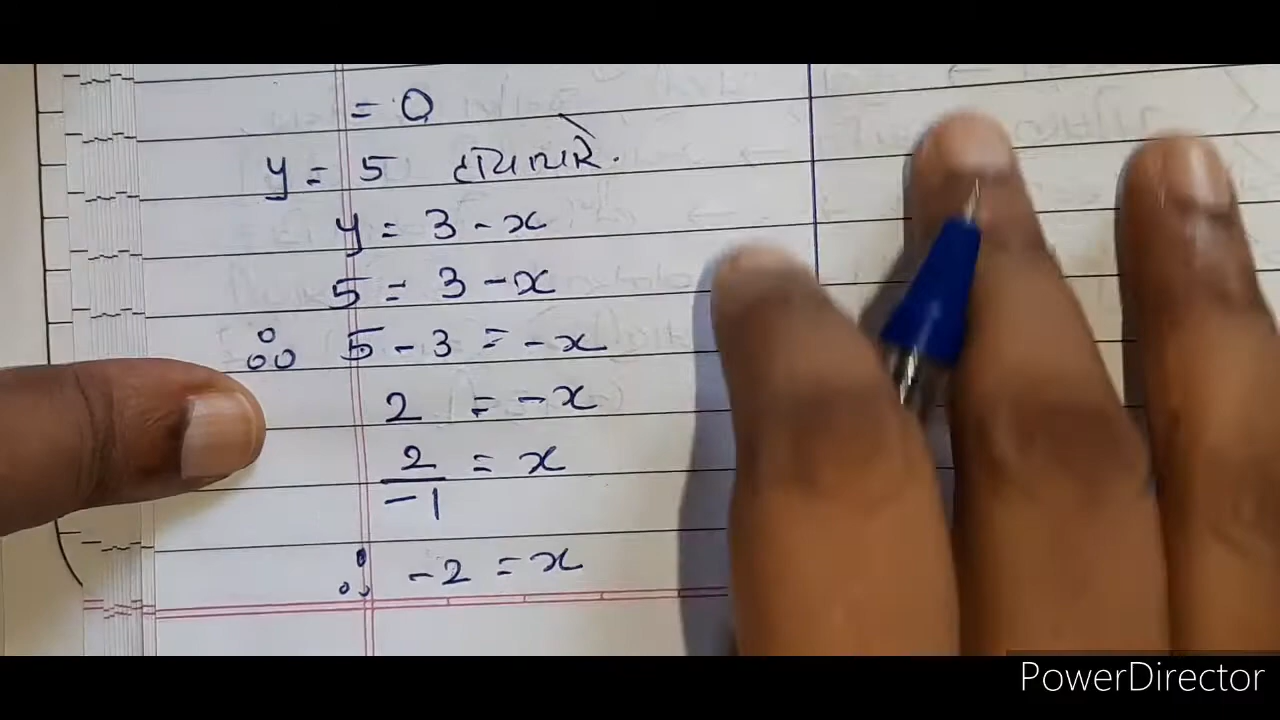 = 0
y = 5
y = 3 - x
5 = 3 - x
∴ 5 - 3 = - x
2 = - x
2/-1 = x
∴ - 2 = x
PowerDirector